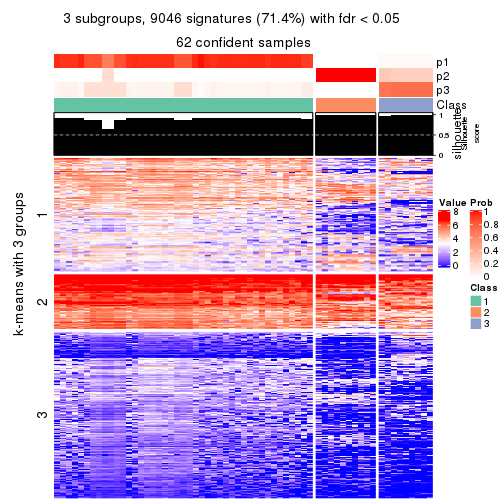 3 subgroups, 9046 signatures (71.4%) with fdr < 0.05
62 confident samples
p1
p2
p3
Class
1
0.5
0
silhouette
Silhouette
score
k-means with 3 groups
1
2
3
Value
8
6
4
2
0
Prob
1
0.8
0.6
0.4
0.2
0
Class
1
2
3